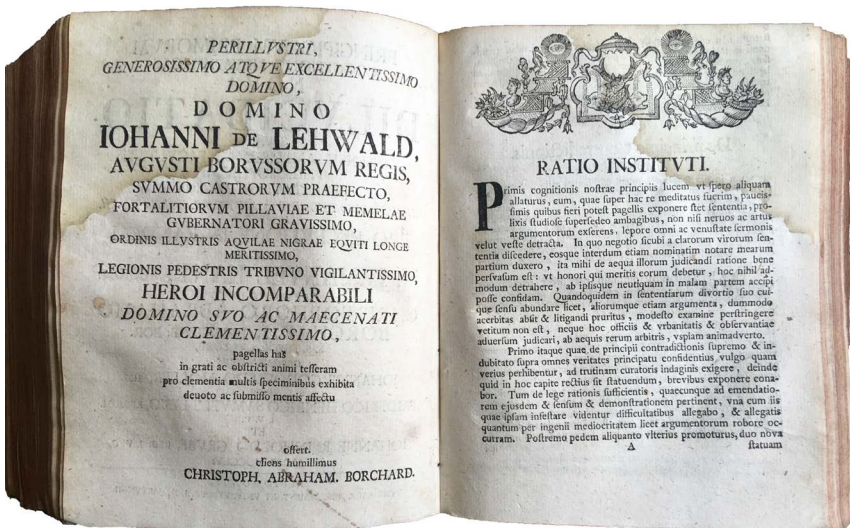 PERILLVSTRI,
GENEROSISSIMO ATQVE EXCELLENTISSIMO
DOMINO,
DOMINO
IOHANNI DE LEHWALD,
AVGVSTI BORVSSORVM REGIS,
SVMMO CASTRORVM PRAEFECTO,
FORTALITIORVM PILLAVIAE ET MEMELAE
GVBERNATORI GRAVISSIMO,
ORDINIS ILLVSTRIS AQVILAE NIGRAE EQVITI LONGE
MERITISSIMO,
LEGIONIS PEDESTRIS TRIBVNO VIGILANTISSIMO,
HEROI INCOMPARABILI
DOMINO SVO AC MAECENATI
CLEMENTISSIMO,
pagellas has
in grati ac obſtricti animi teſſeram
pro clementia multis ſpeciminibus exhibita
deuoto ac ſubmiſſo mentis affectu
offert.
cliens humillimus
CHRISTOPH. ABRAHAM. BORCHARD.
RATIO INSTITVTI.
Primis cognitionis noſtrae principiis lucem vt ſpero aliquam
allaturus, cum, quae ſuper hac re meditatus fuerim, pauciſ-
ſimis quibus fieri poteſt pagellis exponere ſtet ſententia, pro-
lixis ſtudioſe ſuperſedeo ambagibus, non niſi neruos ac artus
argumentorum exſerens, lepore omni ac venuſtate ſermonis
velut veſte detracta. In quo negotio ſicubi a clarorum virorum ſen-
tentia diſcedere, eosque interdum etiam nominatim notare mearum
partium duxero, ita mihi de aequa illorum judicandi ratione bene
perſuaſum eſt: vt honori qui meritis eorum debetur, hoc nihil ad-
modum detrahere, ab ipſisque neutiquam in malam partem accipi
poſſe confidam. Quandoquidem in ſententiarum divortio ſuo cui-
que ſenſu abundare licet, aliorumque etiam argumenta, dummodo
acerbitas abſit & litigandi pruritus, modeſto examine perſtringere
vetitum non eſt, neque hoc officiis & vrbanitatis & obſervantiae
aduerſum judicari, ab aequis rerum arbitris, vspiam animadverto.
Primo itaque quae de principii contradictionis ſupremo & in-
dubitato ſupra omnes veritates principatu confidentius vulgo quam
verius perhibentur, ad trutinam curatoris indaginis exigere, deinde
quid in hoc capite rectius ſit ſtatuendum, brevibus exponere cona-
bor. Tum de lege rationis ſufficientis, quaecunque ad emendatio-
rem ejusdem & ſenſum & demonſtrationem pertinent, vna cum iis
quae ipſam infeſtare videntur difficultatibus allegabo, & allegatis
quantum per ingenii mediocritatem licet argumentorum robore oc-
curram. Poſtremo pedem aliquanto vlterius promoturus, duo nova
A ſtatuam